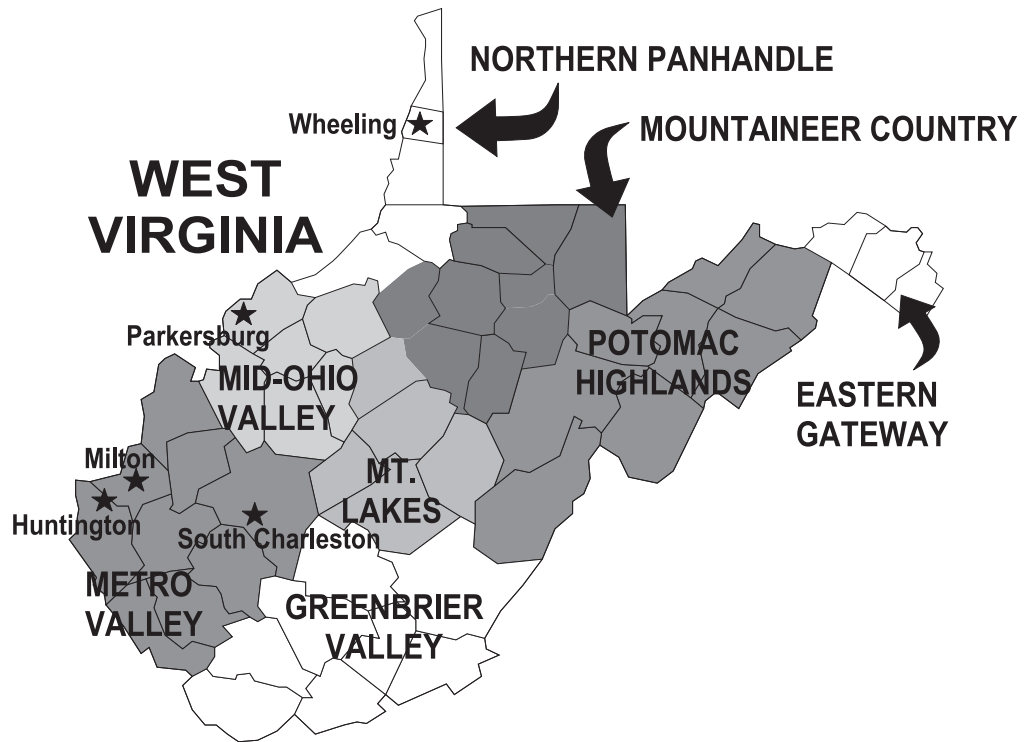 NORTHERN PANHANDLE
Wheeling
MOUNTAINEER COUNTRY
WEST
VIRGINIA
Parkersburg
POTOMAC
HIGHLANDS
MID-OHIO
VALLEY
EASTERN
GATEWAY
Milton
MT.
LAKES
Huntington
South Charleston
METRO
VALLEY
GREENBRIER
VALLEY